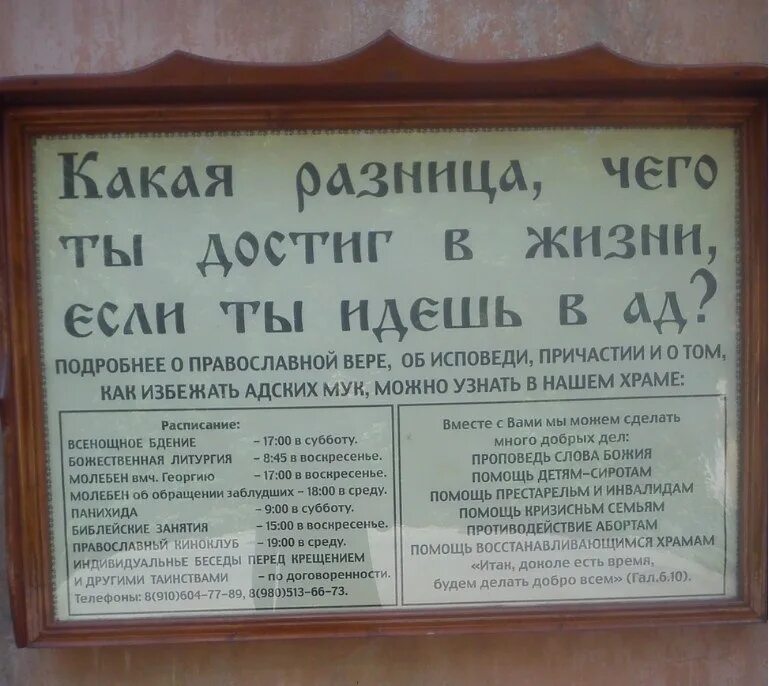 Какая разница, чего
ты достиг в жизни,
если ты идешь в ад?
ПОДРОБНЕЕ О ПРАВОСЛАВНОЙ ВЕРЕ, ОБ ИСПОВЕДИ, ПРИЧАСТИИ И О ТОМ,
КАК ИЗБЕЖАТЬ АДСКИХ МУК, МОЖНО УЗНАТЬ В НАШЕМ ХРАМЕ:
Расписание:
ВСЕНОЩНОЕ БДЕНИЕ – 17:00 в субботу.
БОЖЕСТВЕННАЯ ЛИТУРГИЯ – 8:45 в воскресенье.
МОЛЕБЕН вмч. Георгию – 17:00 в воскресенье.
МОЛЕБЕН об обращении заблудших – 18:00 в среду.
ПАНИХИДА – 9:00 в субботу.
БИБЛЕЙСКИЕ ЗАНЯТИЯ – 15:00 в воскресенье.
ПРАВОСЛАВНЫЙ КИНОКЛУБ – 19:00 в среду.
ИНДИВИДУАЛЬНЫЕ БЕСЕДЫ ПЕРЕД КРЕЩЕНИЕМ
И ДРУГИМИ ТАИНСТВАМИ – по договоренности.
Телефоны: 8(910)604-77-89, 8(980)513-66-73.
Вместе с Вами мы можем сделать
много добрых дел:
ПРОПОВЕДЬ СЛОВА БОЖИЯ
ПОМОЩЬ ДЕТЯМ-СИРОТАМ
ПОМОЩЬ ПРЕСТАРЕЛЫМ И ИНВАЛИДАМ
ПОМОЩЬ КРИЗИСНЫМ СЕМЬЯМ
ПРОТИВОДЕЙСТВИЕ АБОРТАМ
ПОМОЩЬ ВОССТАНАВЛИВАЮЩИМСЯ ХРАМАМ
«Итак, доколе есть время,
будем делать добро всем» (Гал.6.10).